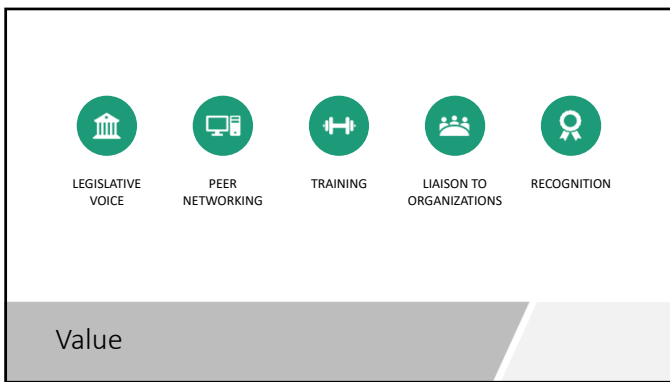 LEGISLATIVE
VOICE
PEER
NETWORKING
TRAINING
LIAISON TO
ORGANIZATIONS
RECOGNITION
Value